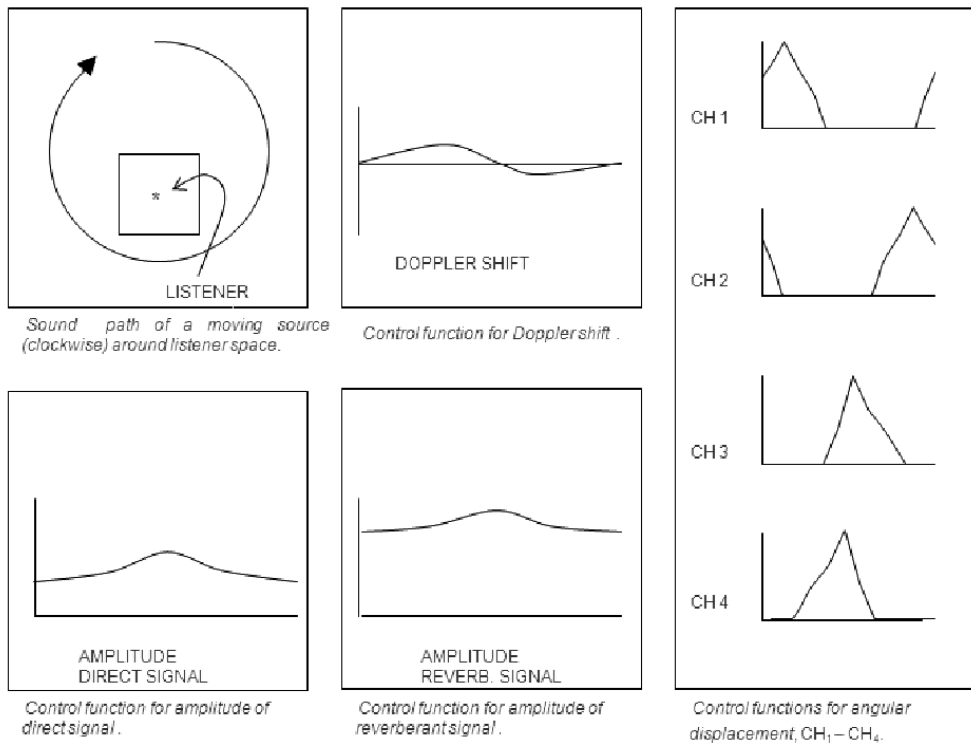 *
LISTENER
Sound path of a moving source
(clockwise) around listener space.
DOPPLER SHIFT
Control function for Doppler shift .
AMPLITUDE
DIRECT SIGNAL
Control function for amplitude of
direct signal .
AMPLITUDE
REVERB. SIGNAL
Control function for amplitude of
reverberant signal .
CH 1
CH 2
CH 3
CH 4
Control functions for angular
displacement, CH₁ – CH₄.